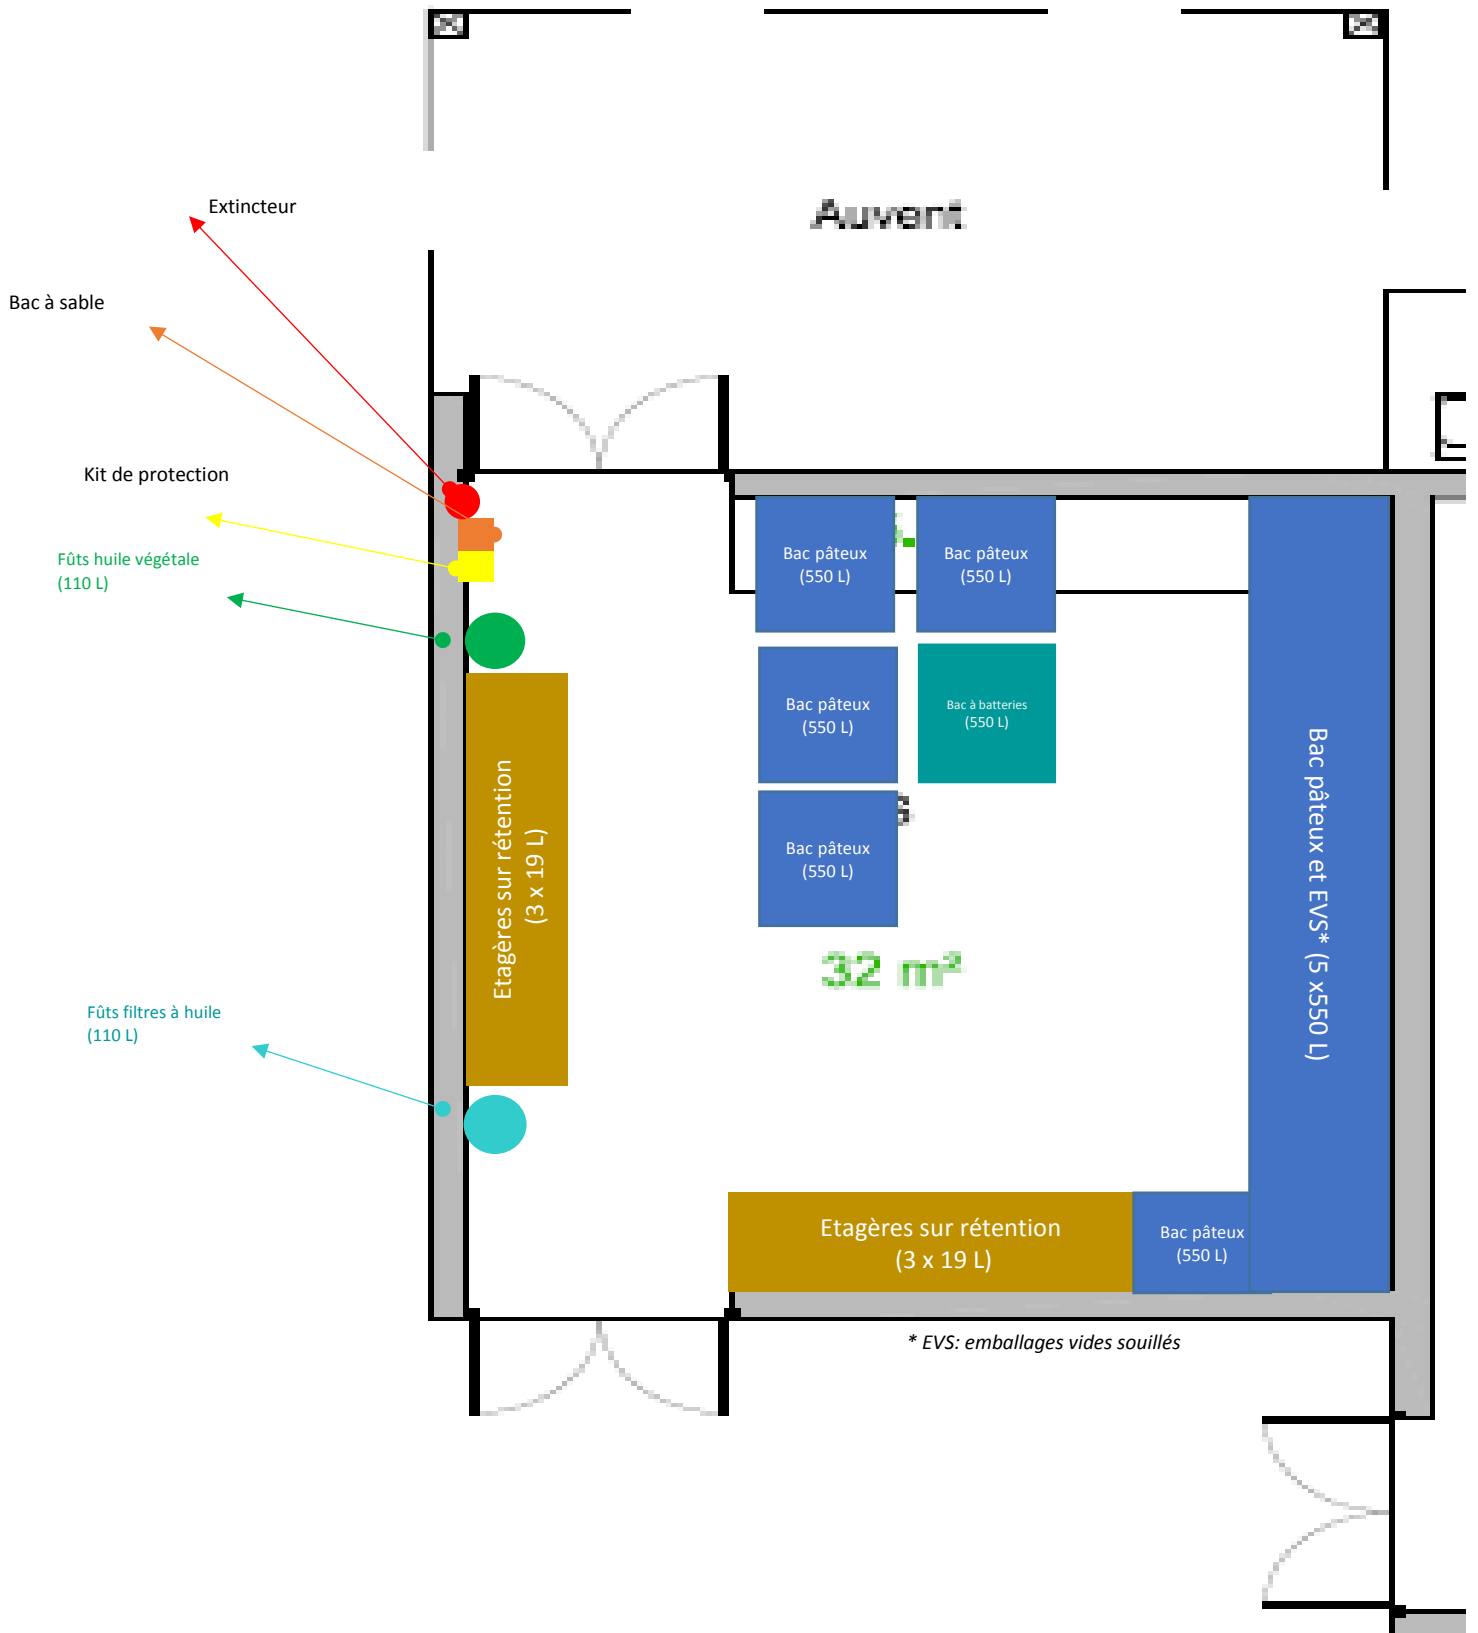 Auvent
Extincteur
Bac à sable
Kit de protection
Fûts huile végétale
(110 L)
Bac pâteux
(550 L)
Bac pâteux
(550 L)
Bac pâteux
(550 L)
Bac à batteries
(550 L)
Bac pâteux
(550 L)
Etagères sur rétention
(3 x 19 L)
Bac pâteux et EVS* (5 x550 L)
32 m²
Fûts filtres à huile
(110 L)
Etagères sur rétention
(3 x 19 L)
Bac pâteux
(550 L)
* EVS: emballages vides souillés